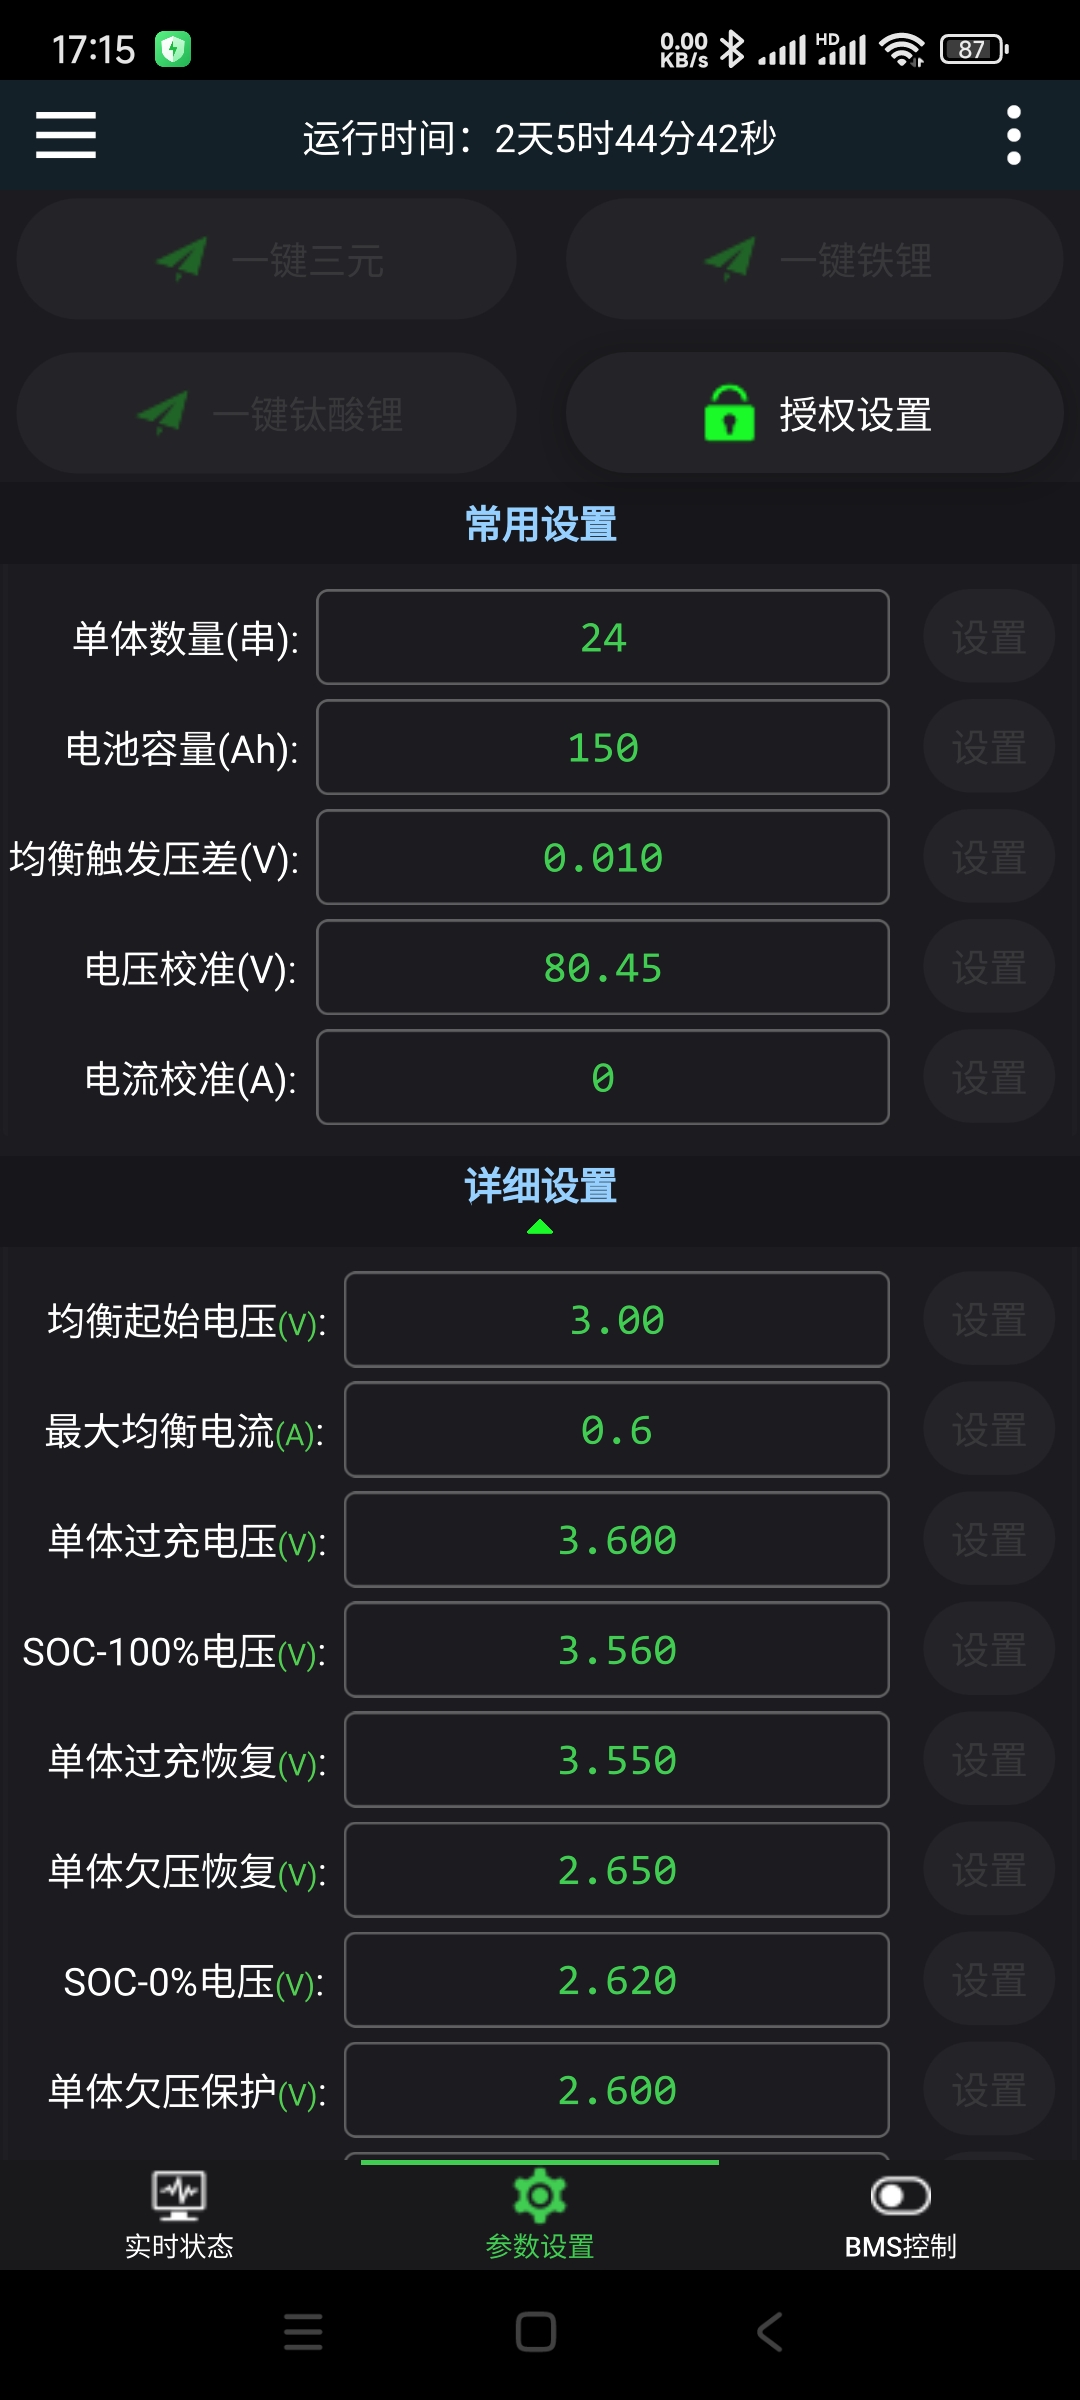 17:15
0.00 KB/s HD 87
运行时间：2天5时44分42秒
一键三元 一键铁锂
一键钛酸锂 授权设置
常用设置
单体数量(串): 24 设置
电池容量(Ah): 150 设置
均衡触发压差(V): 0.010 设置
电压校准(V): 80.45 设置
电流校准(A): 0 设置
详细设置
均衡起始电压(V): 3.00 设置
最大均衡电流(A): 0.6 设置
单体过充电压(V): 3.600 设置
SOC-100%电压(V): 3.560 设置
单体过充恢复(V): 3.550 设置
单体欠压恢复(V): 2.650 设置
SOC-0%电压(V): 2.620 设置
单体欠压保护(V): 2.600 设置
实时状态 参数设置 BMS控制